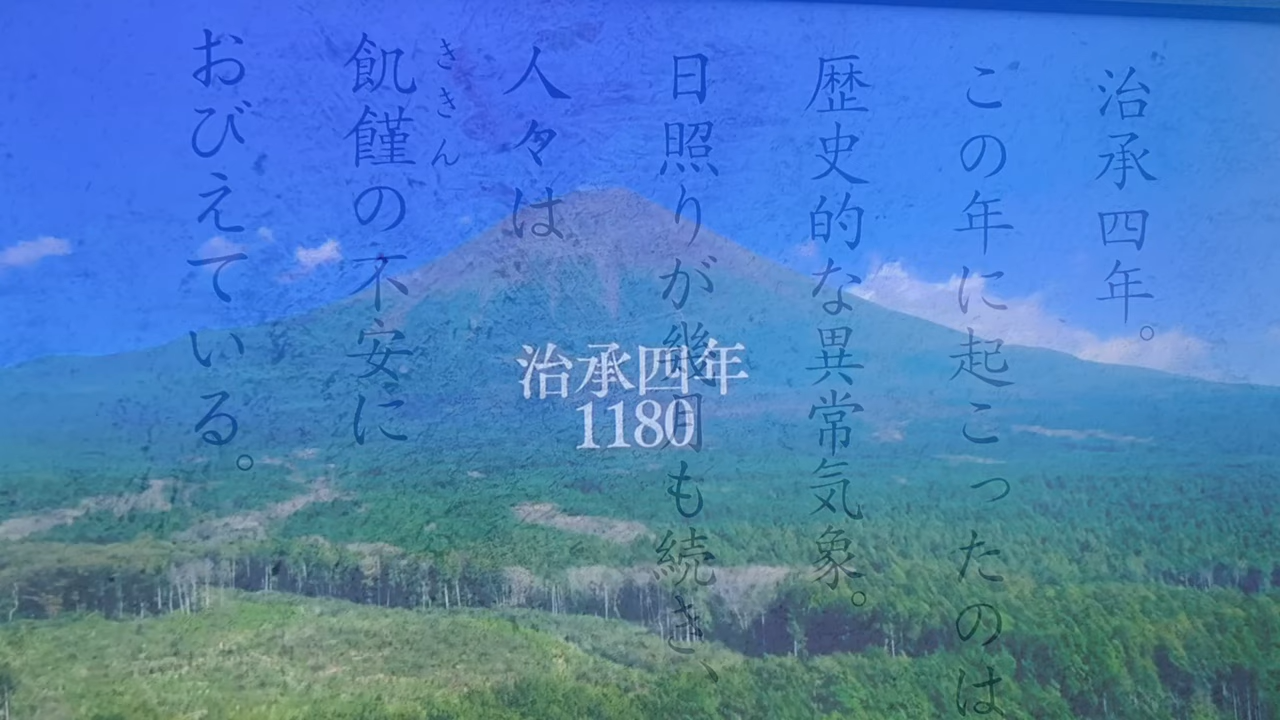 治承四年。
この年に起こったのは
歴史的な異常気象。
日照りが幾月も続き、
人々は
飢饉の不安に
ききん
おびえている。
治承四年
1180